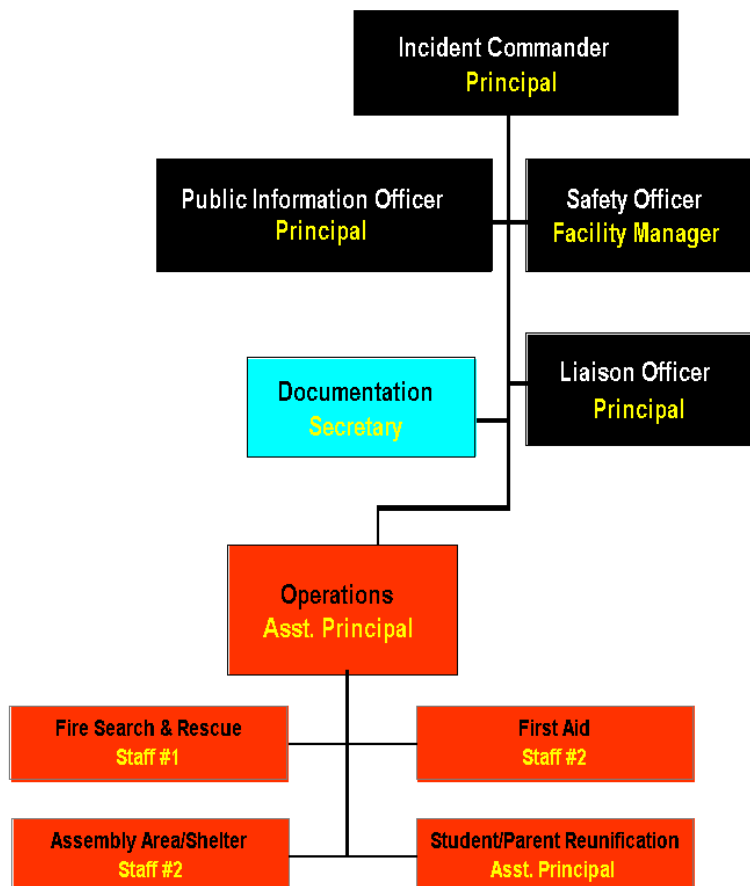 Incident Commander
Principal
Public Information Officer
Principal
Safety Officer
Facility Manager
Liaison Officer
Principal
Documentation
Secretary
Operations
Asst. Principal
Fire Search & Rescue
Staff #1
First Aid
Staff #2
Assembly Area/Shelter
Staff #2
Student/Parent Reunification
Asst. Principal